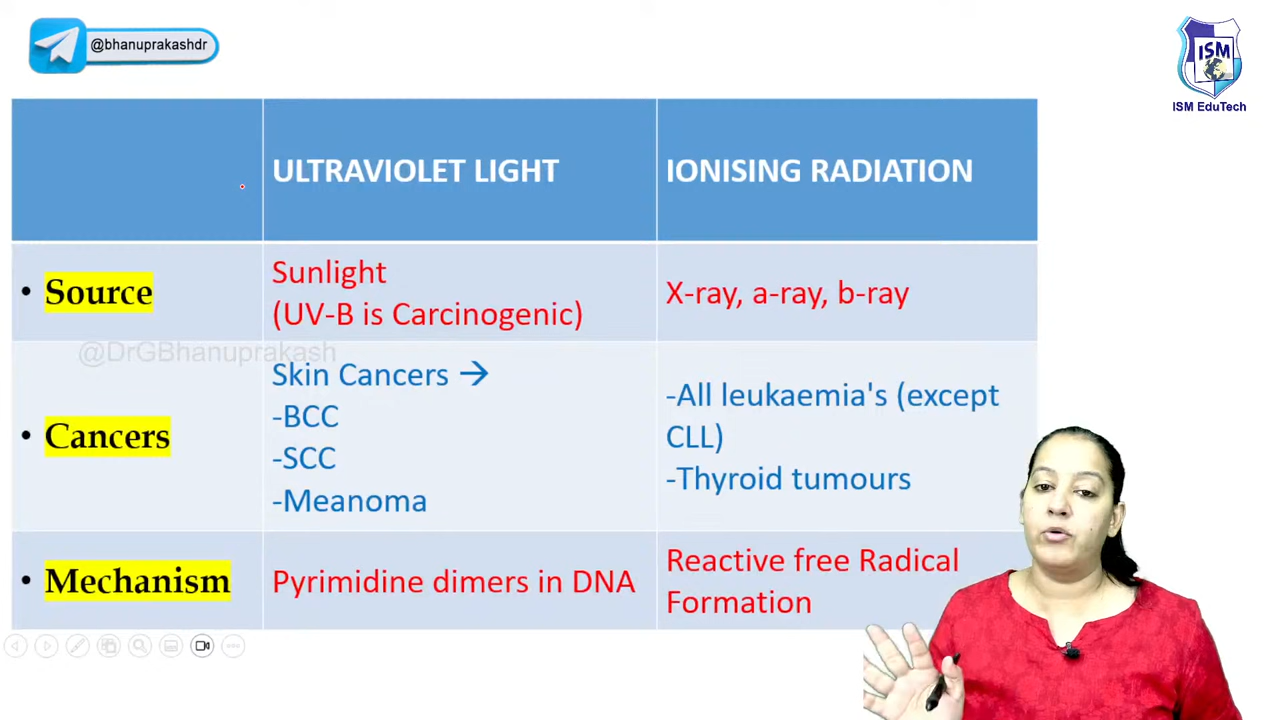 @bhanuprakashdr
ISM
ISM EduTech
ULTRAVIOLET LIGHT
IONISING RADIATION
• Source
Sunlight
(UV-B is Carcinogenic)
X-ray, a-ray, b-ray
@DrGBhanuprakash
• Cancers
Skin Cancers →
-BCC
-SCC
-Meanoma
-All leukaemia's (except
CLL)
-Thyroid tumours
• Mechanism
Pyrimidine dimers in DNA
Reactive free Radical
Formation